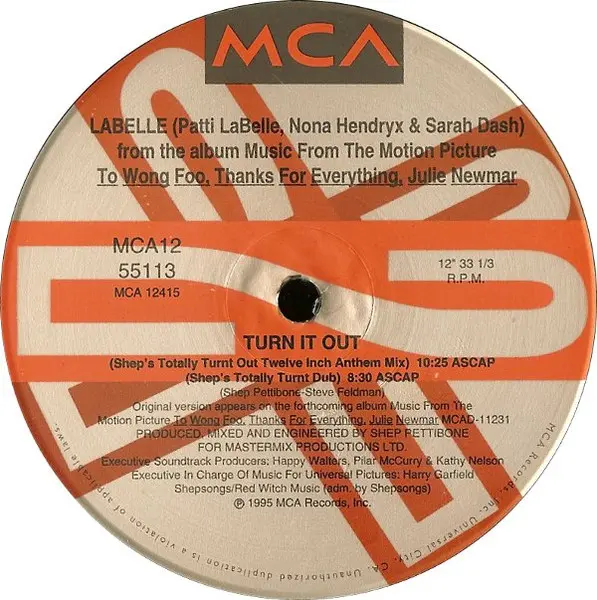 MCA
LABELLE (Patti LaBelle, Nona Hendryx & Sarah Dash)
from the album Music From The Motion Picture
To Wong Foo, Thanks For Everything, Julie Newmar
MCA12
55113
MCA 12415
12" 33 1/3
R.P.M.
TURN IT OUT
(Shep's Totally Turnt Out Twelve Inch Anthem Mix) 10:25 ASCAP
(Shep's Totally Turnt Dub) 8:30 ASCAP
(Shep Pettibone-Steve Feldman)
Original version appears on the forthcoming album Music From The
Motion Picture To Wong Foo, Thanks For Everything, Julie Newmar MCAD-11231
PRODUCED, MIXED AND ENGINEERED BY SHEP PETTIBONE
FOR MASTERMIX PRODUCTIONS LTD.
Executive Soundtrack Producers: Happy Walters, Pilar McCurry & Kathy Nelson
Executive In Charge Of Music For Universal Pictures: Harry Garfield
Shepsongs/Red Witch Music (adm. by Shepsongs)
℗ 1995 MCA Records, Inc.
MCA Records, Inc. Universal City, CA. Unauthorized duplication is a violation of applicable laws.